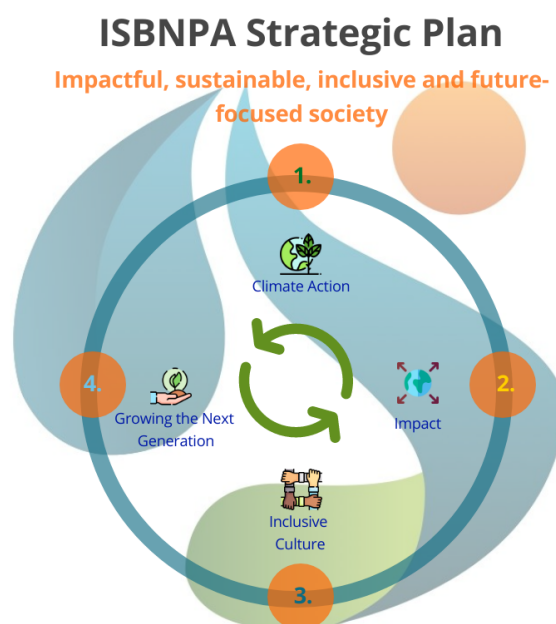 ISBNPA Strategic Plan
Impactful, sustainable, inclusive and future-
focused society
1.
Climate Action
2.
Impact
4.
Growing the Next
Generation
Inclusive
Culture
3.